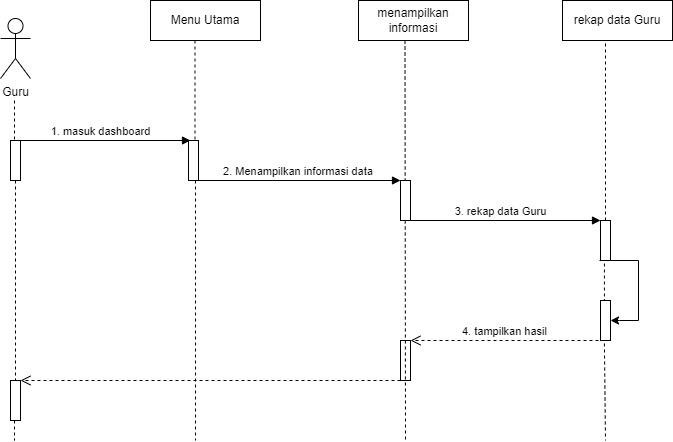 Menu Utama
menampilkan
informasi
rekap data Guru
Guru
1. masuk dashboard
2. Menampilkan informasi data
3. rekap data Guru
4. tampilkan hasil